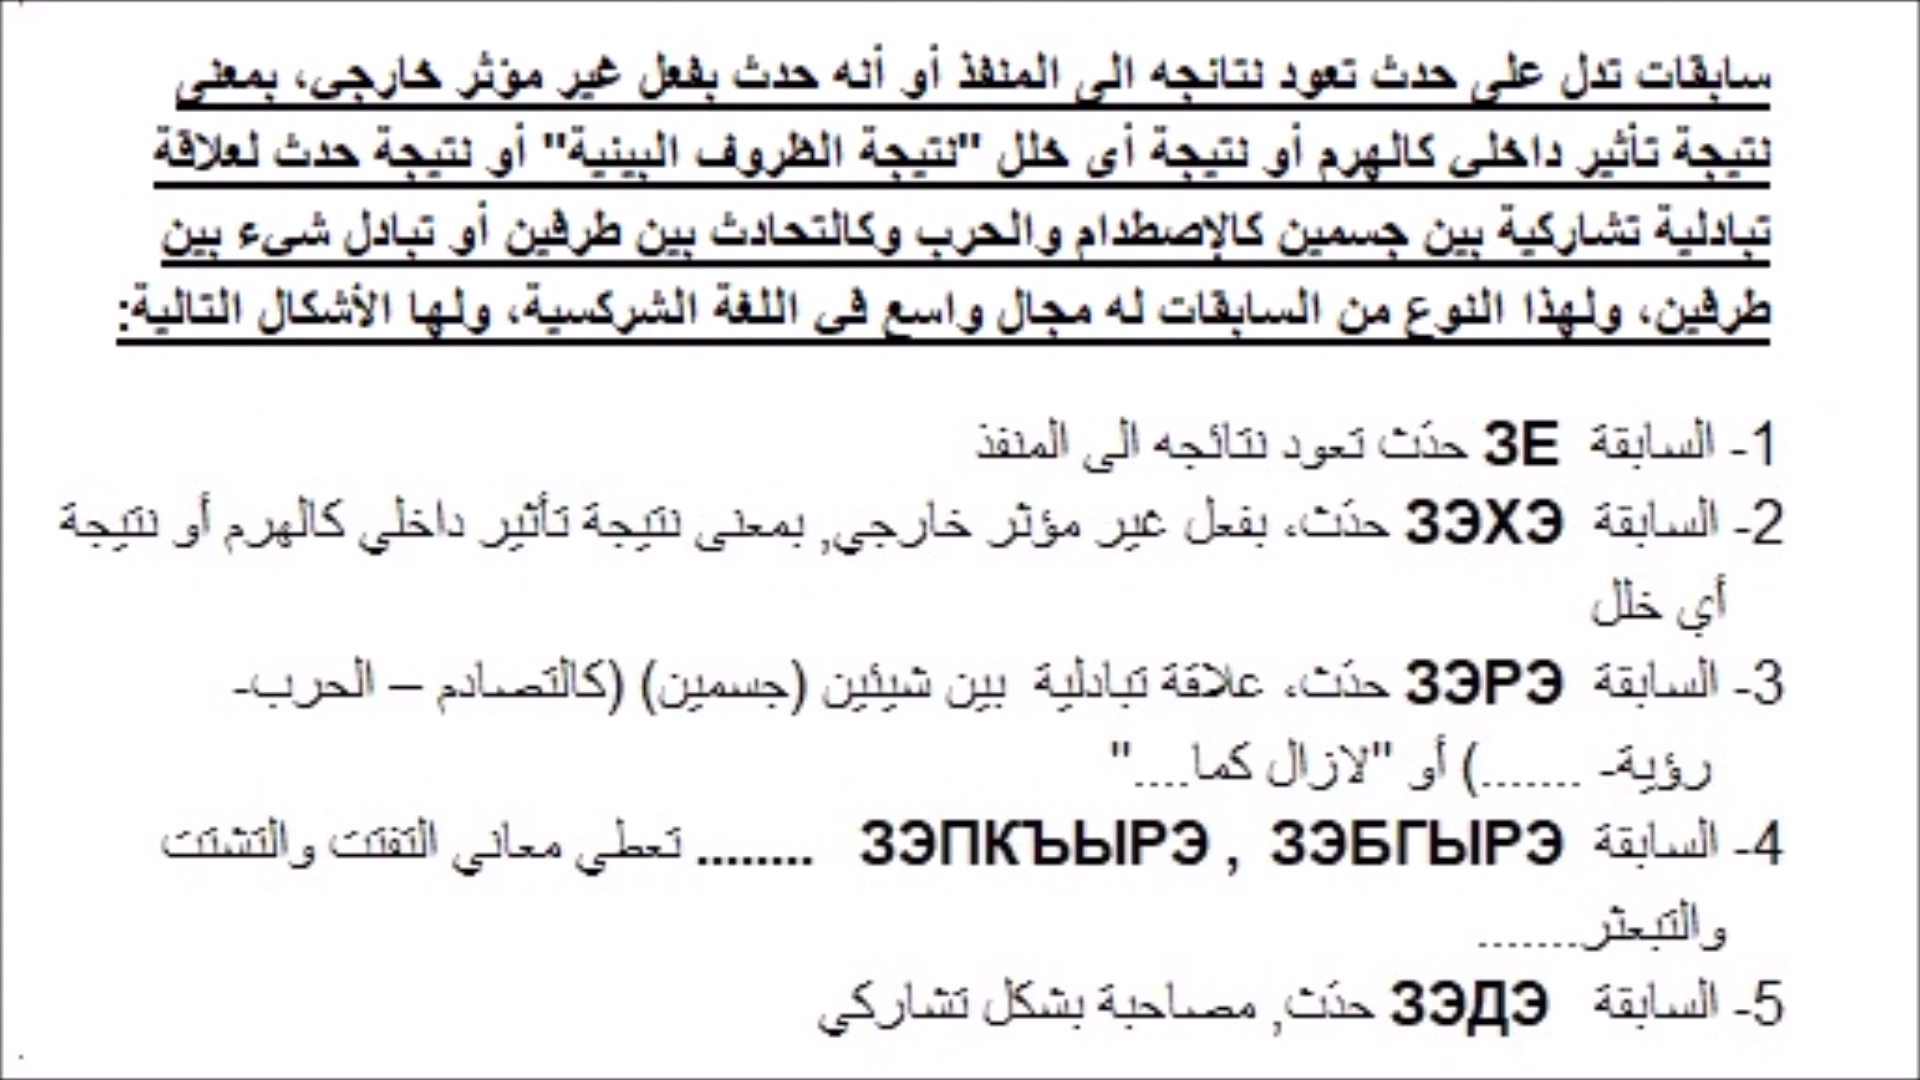 سابقات تدل على حدث تعود نتائجه الى المنفذ أو أنه حدث بفعل غير مؤثر خارجى، بمعنى
نتيجة تأثير داخلى كالهرم أو نتيجة أى خلل "نتيجة الظروف البيئية" أو نتيجة حدث لعلاقة
تبادلية تشاركية بين جسمين كالإصطدام والحرب وكالتحادث بين طرفين أو تبادل شىء بين
طرفين، ولهذا النوع من السابقات له مجال واسع فى اللغة الشركسية، ولها الأشكال التالية:
1- السابقة ЗЕ حدَث تعود نتائجه الى المنفذ
2- السابقة ЗЭХЭ حدَث، بفعل غير مؤثر خارجي, بمعنى نتيجة تأثير داخلي كالهرم أو نتيجة
أي خلل
3- السابقة ЗЭРЭ حدَث، علاقة تبادلية بين شيئين (جسمين) (كالتصادم – الحرب-
رؤية- .......) أو "لازال كما...."
4- السابقة ЗЭБГЫРЭ , ЗЭПКЪЫРЭ ........ تعطي معاني التفتت والتشتت
والتبعثر........
5- السابقة ЗЭДЭ حدَث, مصاحبة بشكل تشاركي